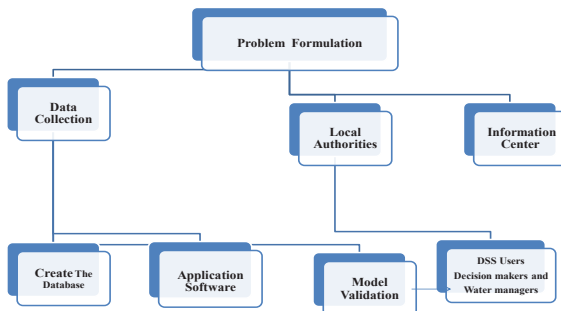 Problem Formulation
Data
Collection
Local
Authorities
Information
Center
Create The
Database
Application
Software
Model
Validation
DSS Users
Decision makers and
Water managers